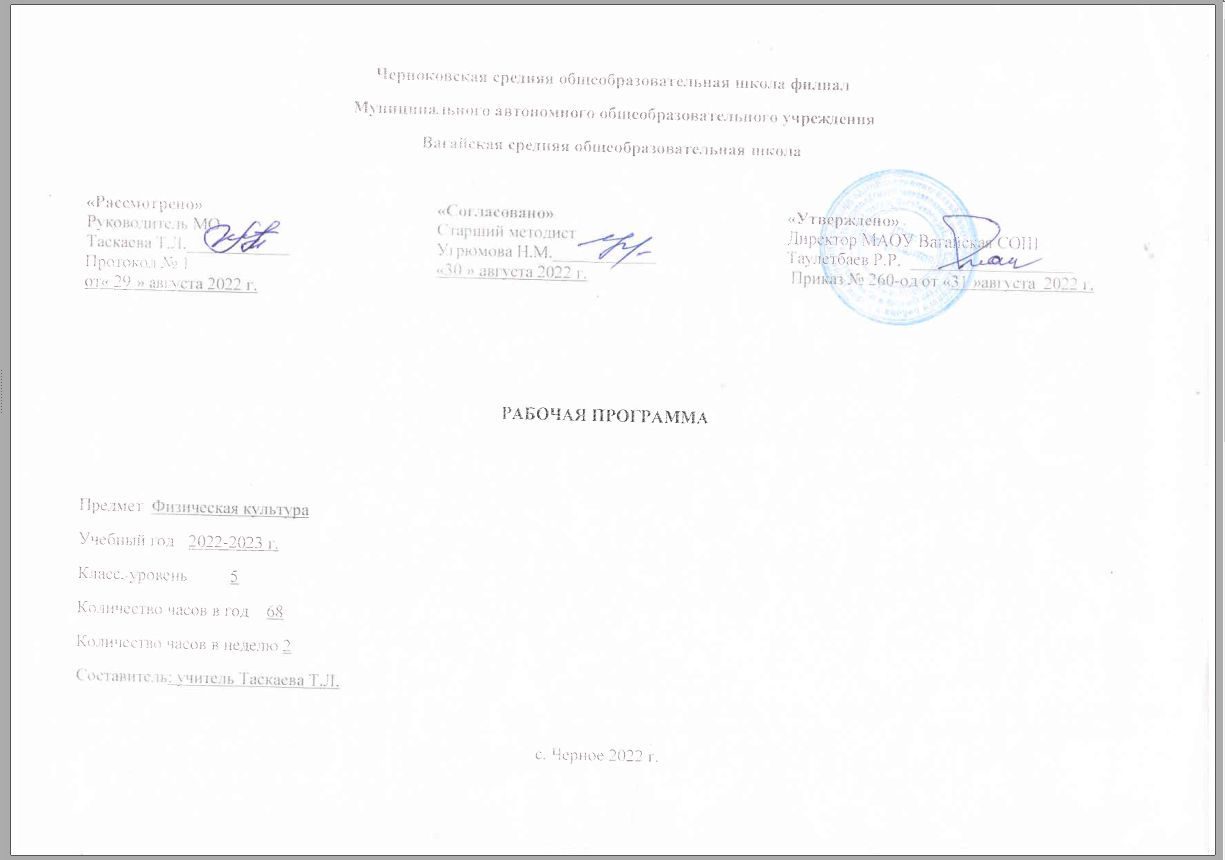 Черноковская средняя общеобразовательная школа филиал
Муниципального автономного общеобразовательного учреждения
Вагайская средняя общеобразовательная школа
«Рассмотрено»
Руководитель МО
Таскаева Т.Л.
Протокол № 1
от« 29 » августа 2022 г.
«Согласовано»
Старший методист
Угрюмова Н.М.
«30 » августа 2022 г.
«Утверждено»
Директор МАОУ Вагайская СОШ
Таулетбаев Р.Р.
Приказ № 260-од от «31 »августа 2022 г.
РАБОЧАЯ ПРОГРАММА
Предмет Физическая культура
Учебный год 2022-2023 г.
Класс-уровень 5
Количество часов в год 68
Количество часов в неделю 2
Составитель: учитель Таскаева Т.Л.
с. Черное 2022 г.